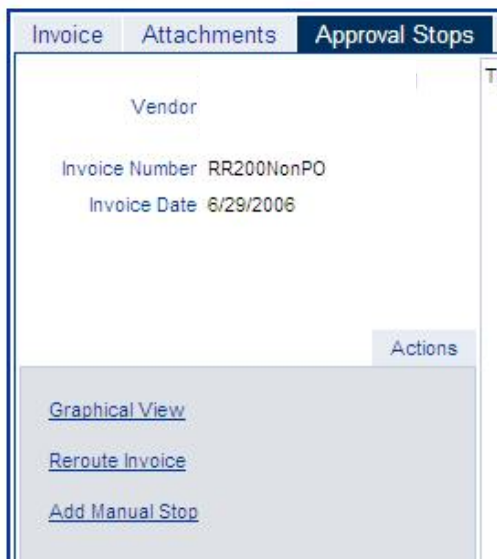 Invoice Attachments Approval Stops
T
Vendor
Invoice Number RR200NonPO
Invoice Date 6/29/2006
Actions
Graphical View
Reroute Invoice
Add Manual Stop